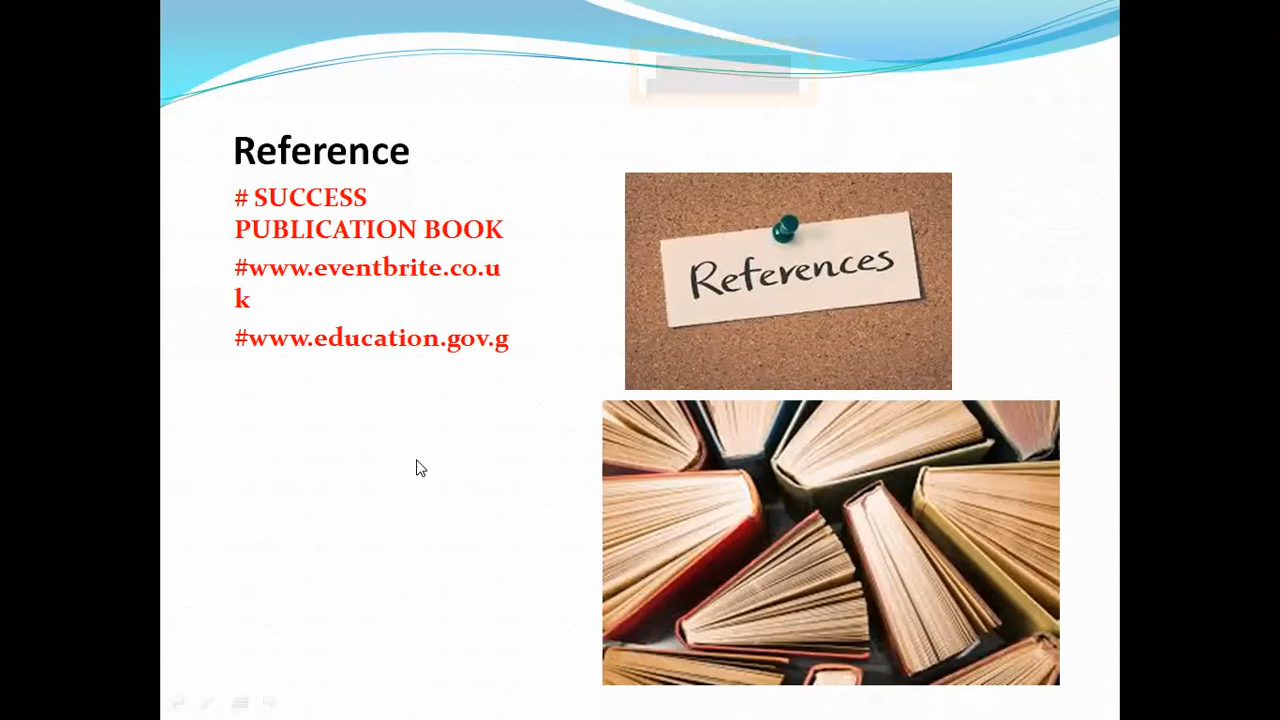 Reference
# SUCCESS
PUBLICATION BOOK
#www.eventbrite.co.u
k
#www.education.gov.g
References